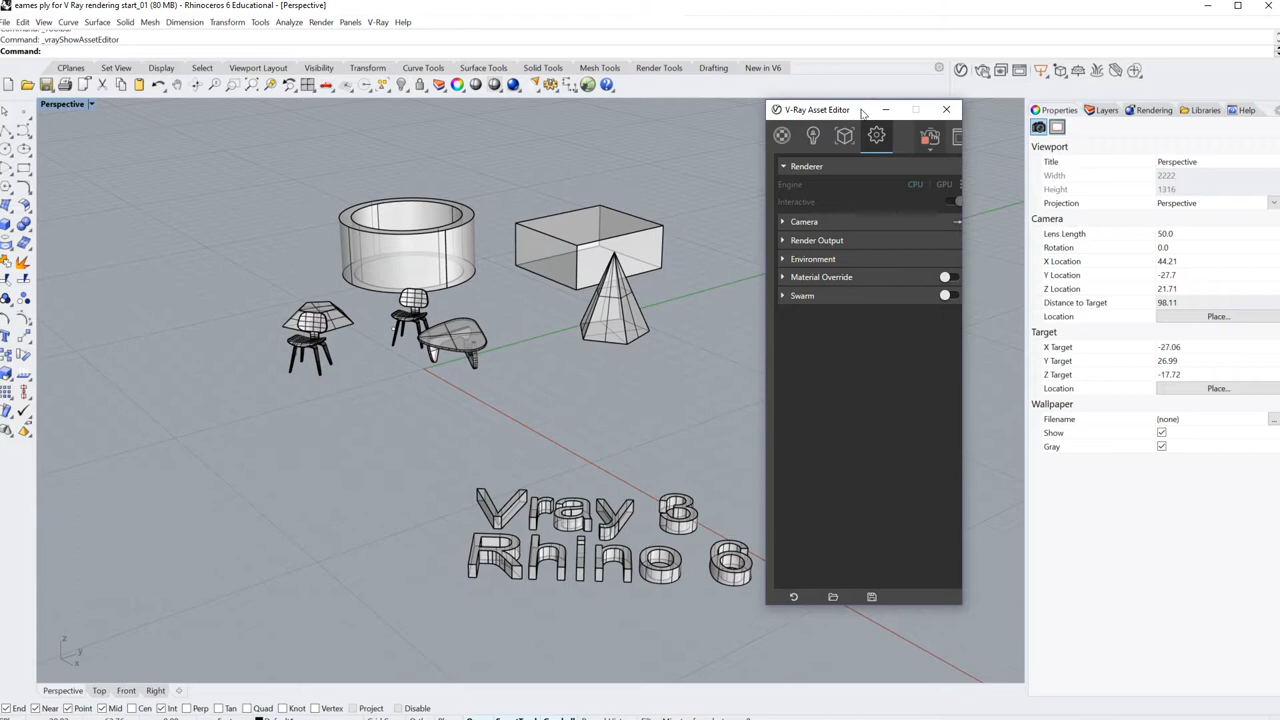 eames ply for V Ray rendering start_01 (80 MB) - Rhinoceros 6 Educational - [Perspective]
File Edit View Curve Surface Solid Mesh Dimension Transform Tools Analyze Render Panels V-Ray Help
Command: _vrayShowAssetEditor
Command:
CPlanes Set View Display Select Viewport Layout Visibility Transform Curve Tools Surface Tools Solid Tools Mesh Tools Render Tools Drafting New in V6
Perspective
V-Ray Asset Editor
Renderer
Engine CPU GPU
Interactive
Camera
Render Output
Environment
Material Override
Swarm
Properties Layers Rendering Libraries Help
Viewport
Title Perspective
Width 2222
Height 1316
Projection Perspective
Camera
Lens Length 50.0
Rotation 0.0
X Location 44.21
Y Location -27.7
Z Location 21.71
Distance to Target 98.11
Location Place...
Target
X Target -27.06
Y Target 26.99
Z Target -17.72
Location Place...
Wallpaper
Filename (none) ...
Show
Gray
Vray 3
Rhino 6
z
y
x
Perspective Top Front Right
End Near Point Mid Cen Int Perp Tan Quad Knot Vertex Project Disable